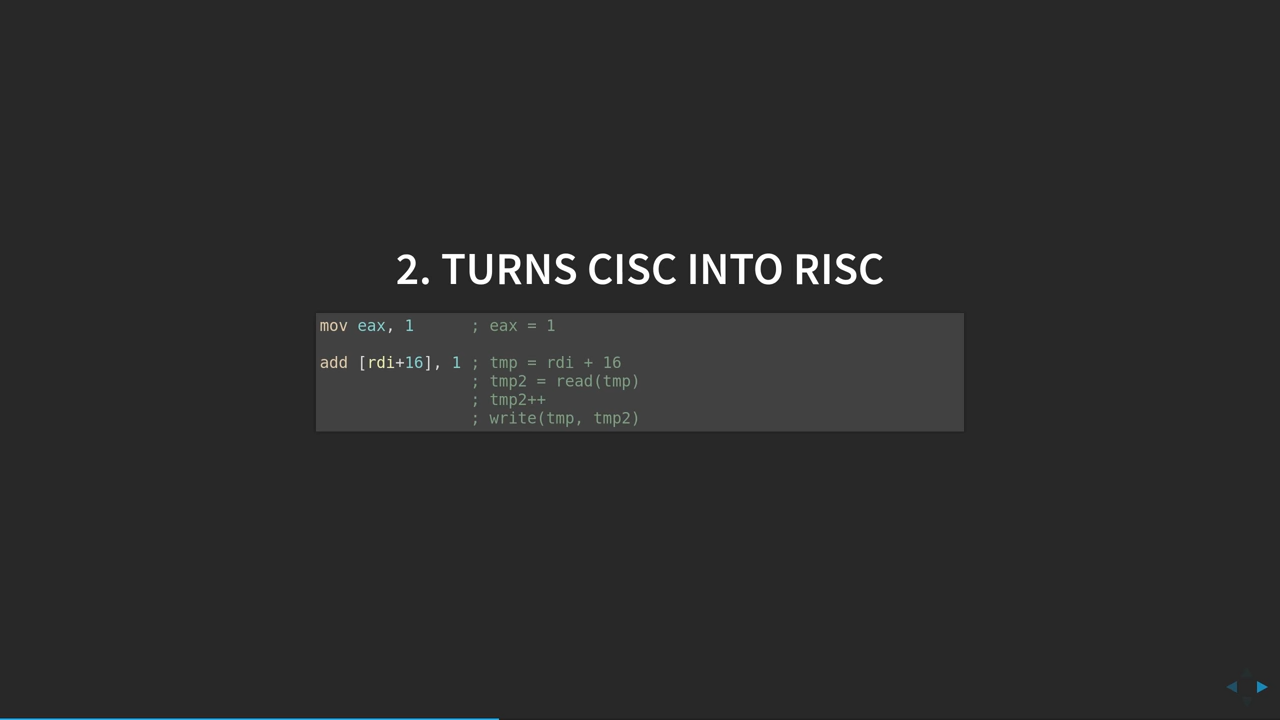 2. TURNS CISC INTO RISC
mov eax, 1      ; eax = 1
add [rdi+16], 1 ; tmp = rdi + 16
                ; tmp2 = read(tmp)
                ; tmp2++
                ; write(tmp, tmp2)